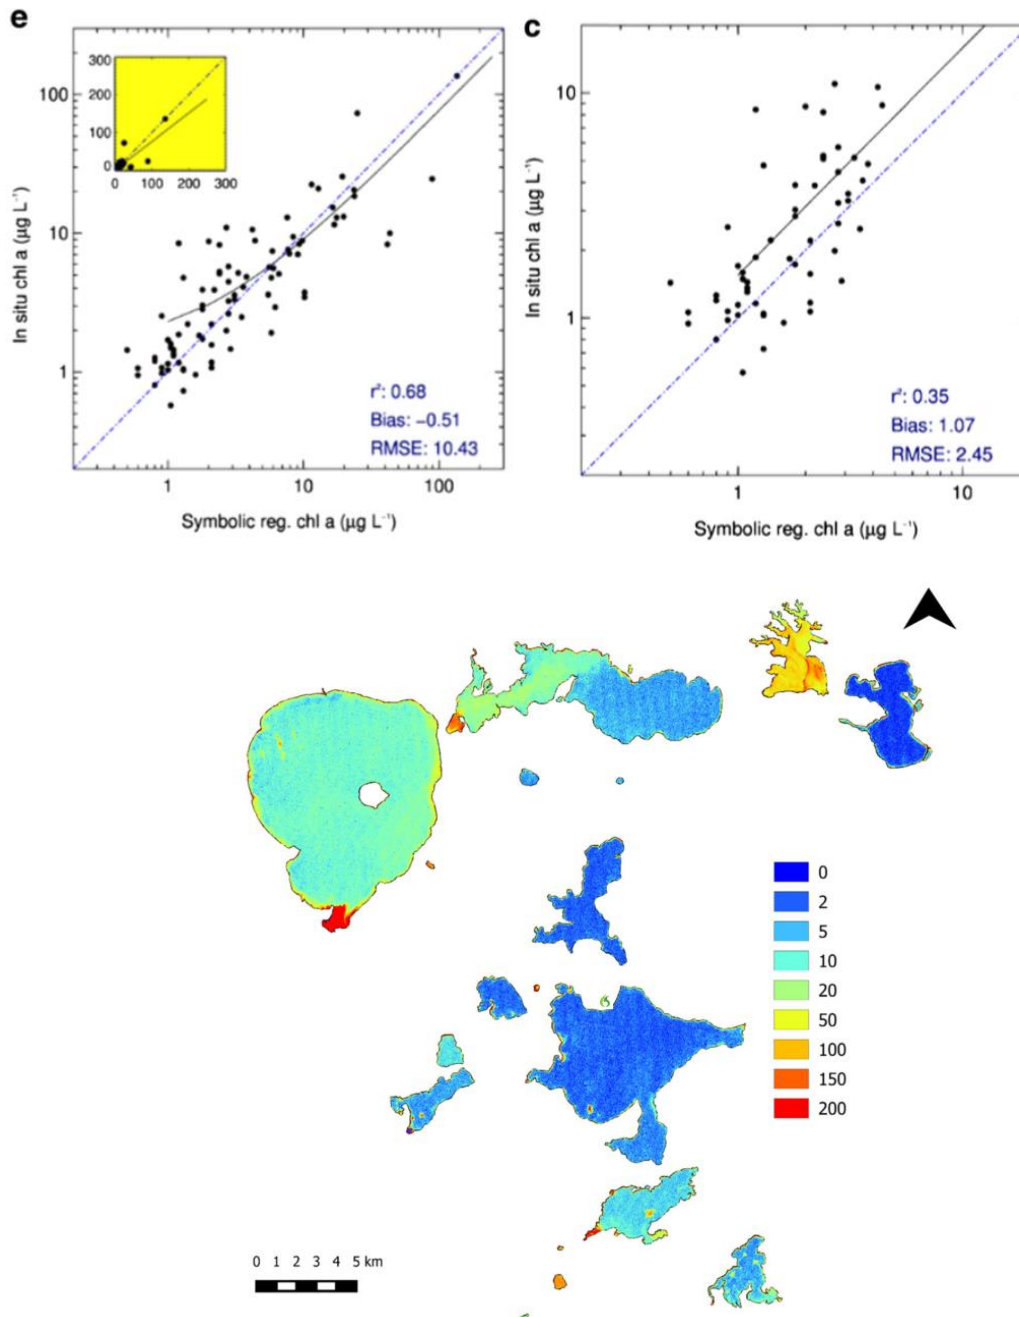 e
300
200
100
0
0 100 200 300
100
10
1
In situ chl a (µg L⁻¹)
r²: 0.68
Bias: −0.51
RMSE: 10.43
1 10 100
Symbolic reg. chl a (µg L⁻¹)
c
10
1
In situ chl a (µg L⁻¹)
r²: 0.35
Bias: 1.07
RMSE: 2.45
1 10
Symbolic reg. chl a (µg L⁻¹)
0
2
5
10
20
50
100
150
200
0 1 2 3 4 5 km